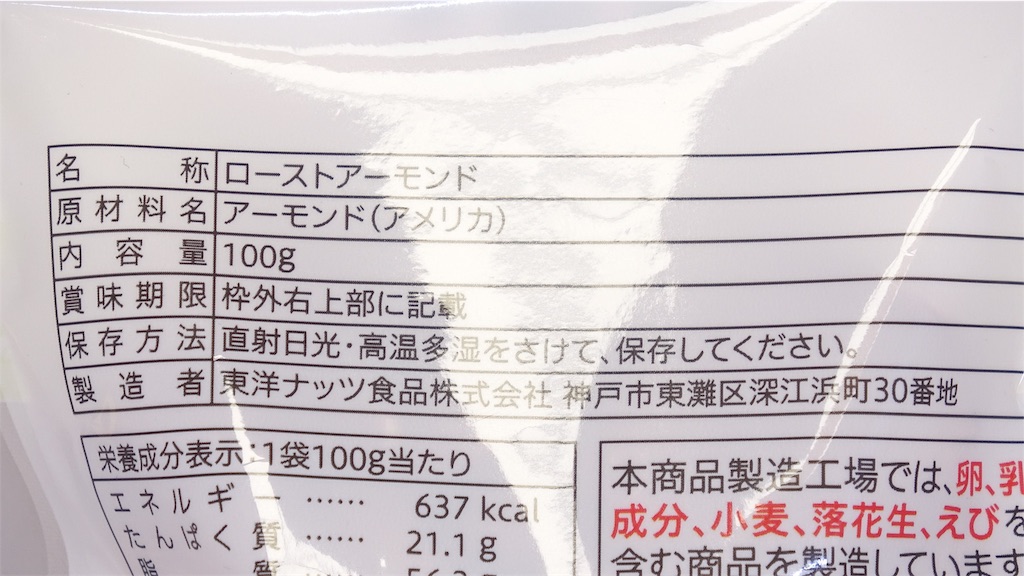 名称 ローストアーモンド
原材料名 アーモンド(アメリカ)
内容量 100g
賞味期限 枠外右上部に記載
保存方法 直射日光・高温多湿をさけて、保存してください。
製造者 東洋ナッツ食品株式会社 神戸市東灘区深江浜町30番地
栄養成分表示:1袋100g当たり
エネルギー …… 637 kcal
たんぱく質 …… 21.1 g
本商品製造工場では、卵、乳
成分、小麦、落花生、えびを
含む商品を製造しています